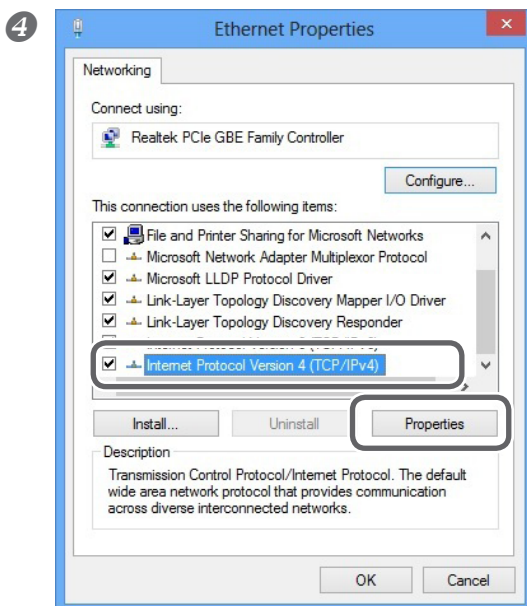 4
Ethernet Properties
Networking
Connect using:
Realtek PCIe GBE Family Controller
Configure...
This connection uses the following items:
File and Printer Sharing for Microsoft Networks
Microsoft Network Adapter Multiplexor Protocol
Microsoft LLDP Protocol Driver
Link-Layer Topology Discovery Mapper I/O Driver
Link-Layer Topology Discovery Responder
Internet Protocol Version 4 (TCP/IPv4)
Install...
Uninstall
Properties
Description
Transmission Control Protocol/Internet Protocol. The default
wide area network protocol that provides communication
across diverse interconnected networks.
OK
Cancel